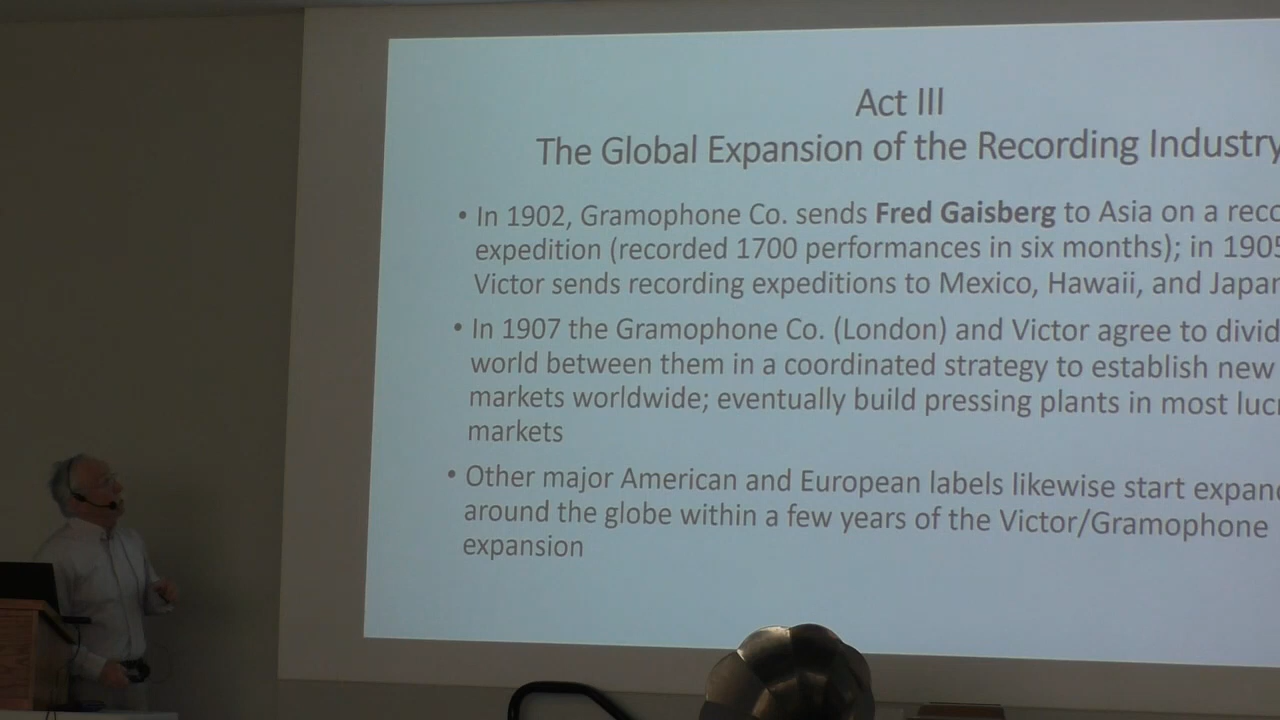 Act III
The Global Expansion of the Recording Industry
• In 1902, Gramophone Co. sends Fred Gaisberg to Asia on a
expedition (recorded 1700 performances in six months); in 1905
Victor sends recording expeditions to Mexico, Hawaii, and Japan
• In 1907 the Gramophone Co. (London) and Victor agree to
world between them in a coordinated strategy to establish new
markets worldwide; eventually build pressing plants in most
markets
• Other major American and European labels likewise start
around the globe within a few years of the Victor/Gramophone
expansion